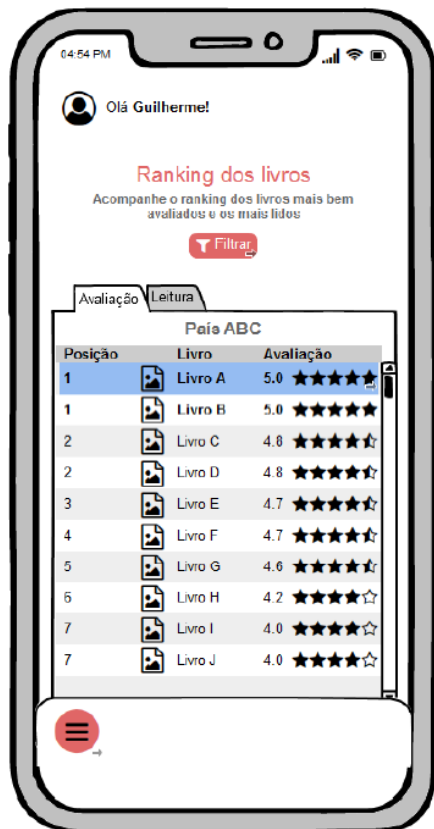 04:54 PM
Olá Guilherme!
Ranking dos livros
Acompanhe o ranking dos livros mais bem
avaliados e os mais lidos
Filtrar
Avaliação Leitura
País ABC
Posição Livro Avaliação
1 Livro A 5.0
1 Livro B 5.0
2 Livro C 4.8
2 Livro D 4.8
3 Livro E 4.7
4 Livro F 4.7
5 Livro G 4.6
6 Livro H 4.2
7 Livro I 4.0
7 Livro J 4.0